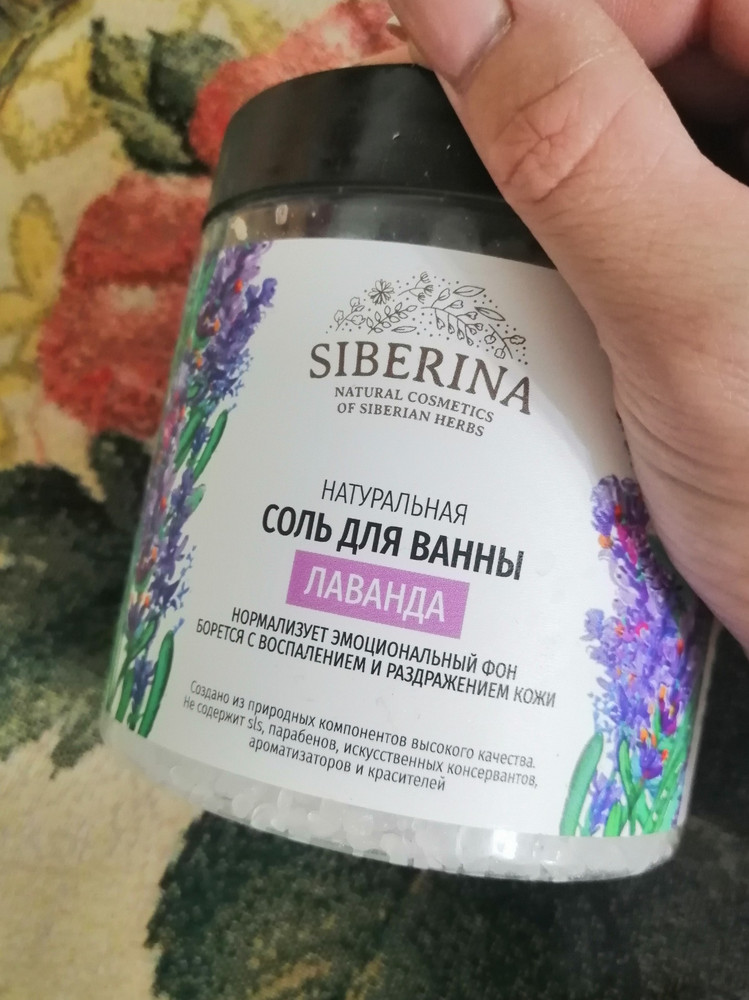 SIBERINA
NATURAL COSMETICS
OF SIBERIAN HERBS
НАТУРАЛЬНАЯ
СОЛЬ ДЛЯ ВАННЫ
ЛАВАНДА
НОРМАЛИЗУЕТ ЭМОЦИОНАЛЬНЫЙ ФОН
БОРЕТСЯ С ВОСПАЛЕНИЕМ И РАЗДРАЖЕНИЕМ КОЖИ
Создано из природных компонентов высокого качества.
Не содержит sls, парабенов, искусственных консервантов,
ароматизаторов и красителей